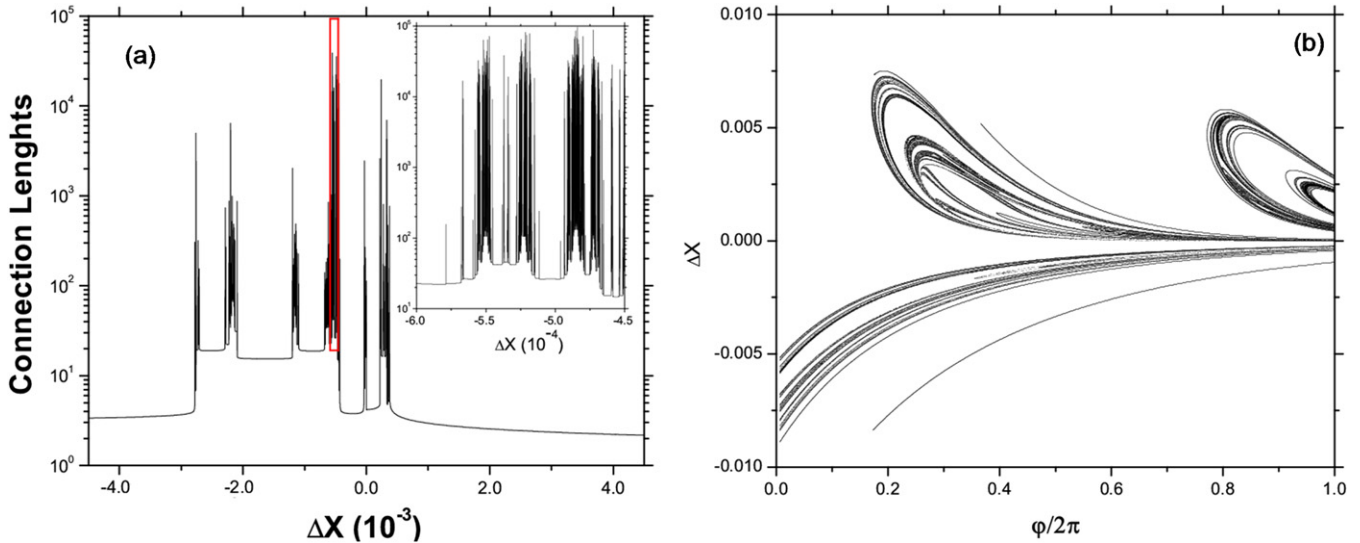 (a)
Connection Lenghts
10^5
10^4
10^3
10^2
10^1
10^0
-4.0 -2.0 0.0 2.0 4.0
ΔX (10^-3)
10^5
10^4
10^3
10^2
10^1
-6.0 -5.5 -5.0 -4.5
ΔX (10^-4)
(b)
ΔX
0.010
0.005
0.000
-0.005
-0.010
0.0 0.2 0.4 0.6 0.8 1.0
φ/2π